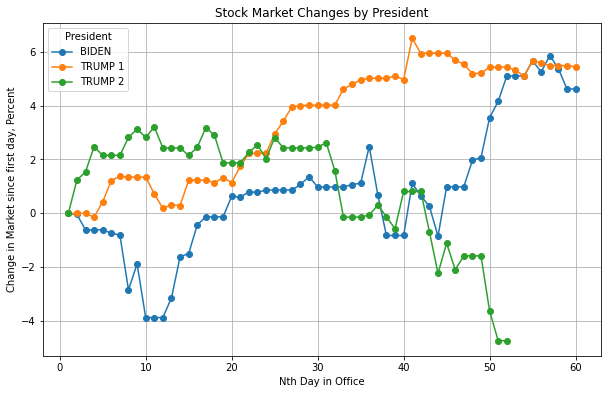 Stock Market Changes by President
President
BIDEN
TRUMP 1
TRUMP 2
Change in Market since first day, Percent
6
4
2
0
−2
−4
0 10 20 30 40 50 60
Nth Day in Office